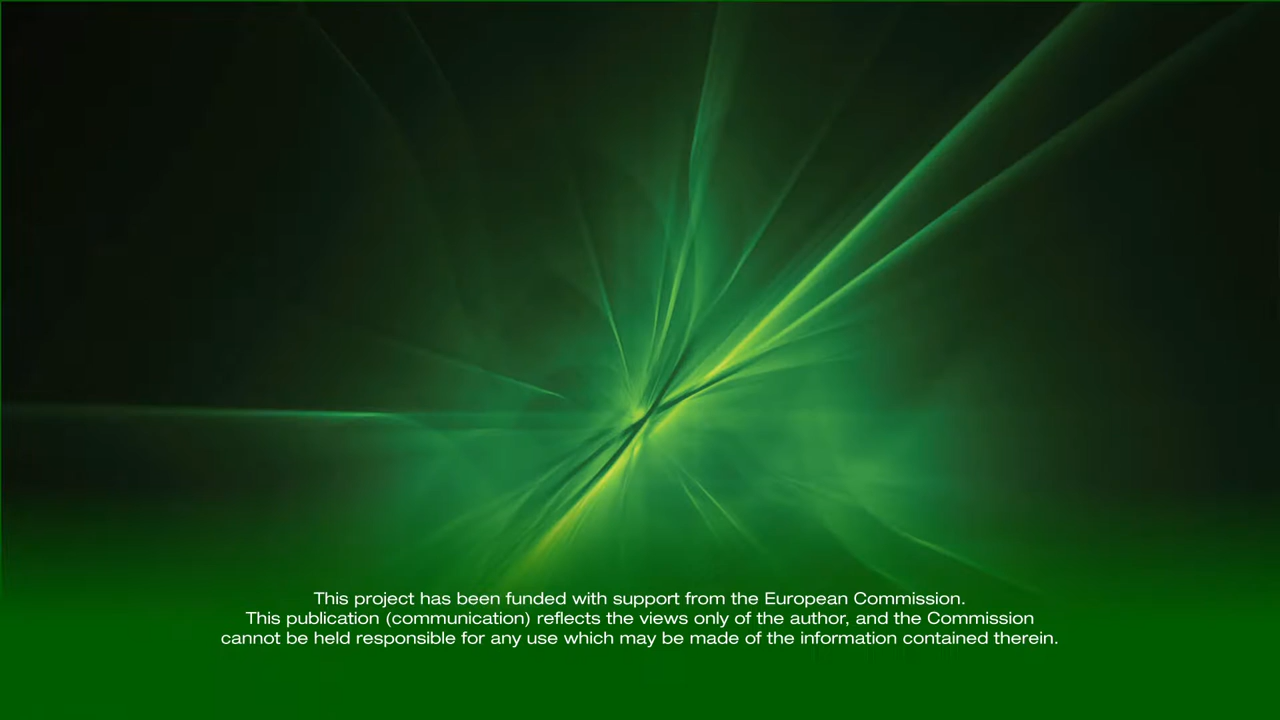 This project has been funded with support from the European Commission.
This publication (communication) reflects the views only of the author, and the Commission
cannot be held responsible for any use which may be made of the information contained therein.